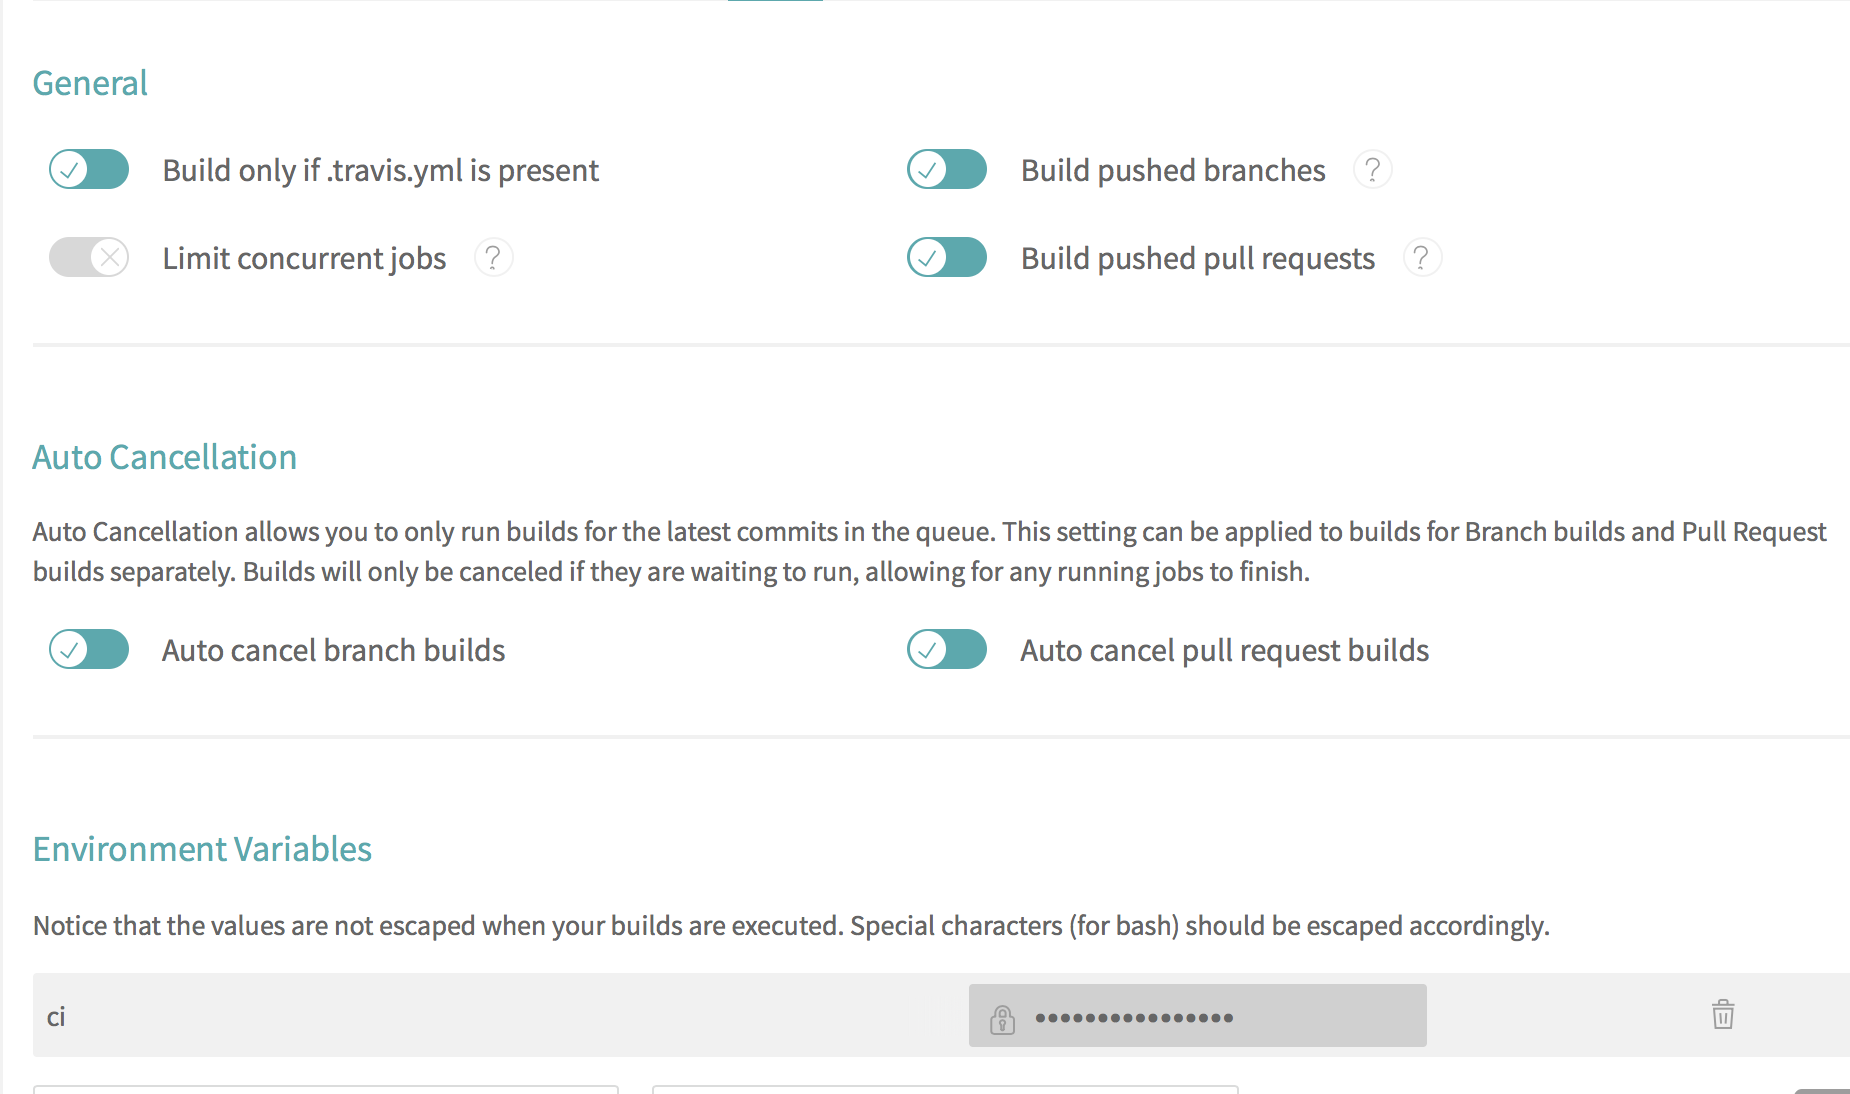 General
Build only if .travis.yml is present
Build pushed branches ?
Limit concurrent jobs ?
Build pushed pull requests ?
Auto Cancellation
Auto Cancellation allows you to only run builds for the latest commits in the queue. This setting can be applied to builds for Branch builds and Pull Request
builds separately. Builds will only be canceled if they are waiting to run, allowing for any running jobs to finish.
Auto cancel branch builds
Auto cancel pull request builds
Environment Variables
Notice that the values are not escaped when your builds are executed. Special characters (for bash) should be escaped accordingly.
ci
••••••••••••••••